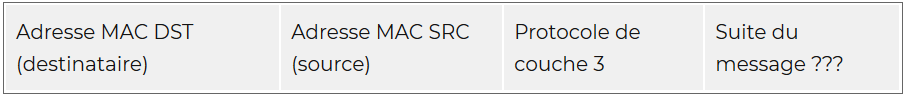 Adresse MAC DST
(destinataire)
Adresse MAC SRC
(source)
Protocole de
couche 3
Suite du
message ???